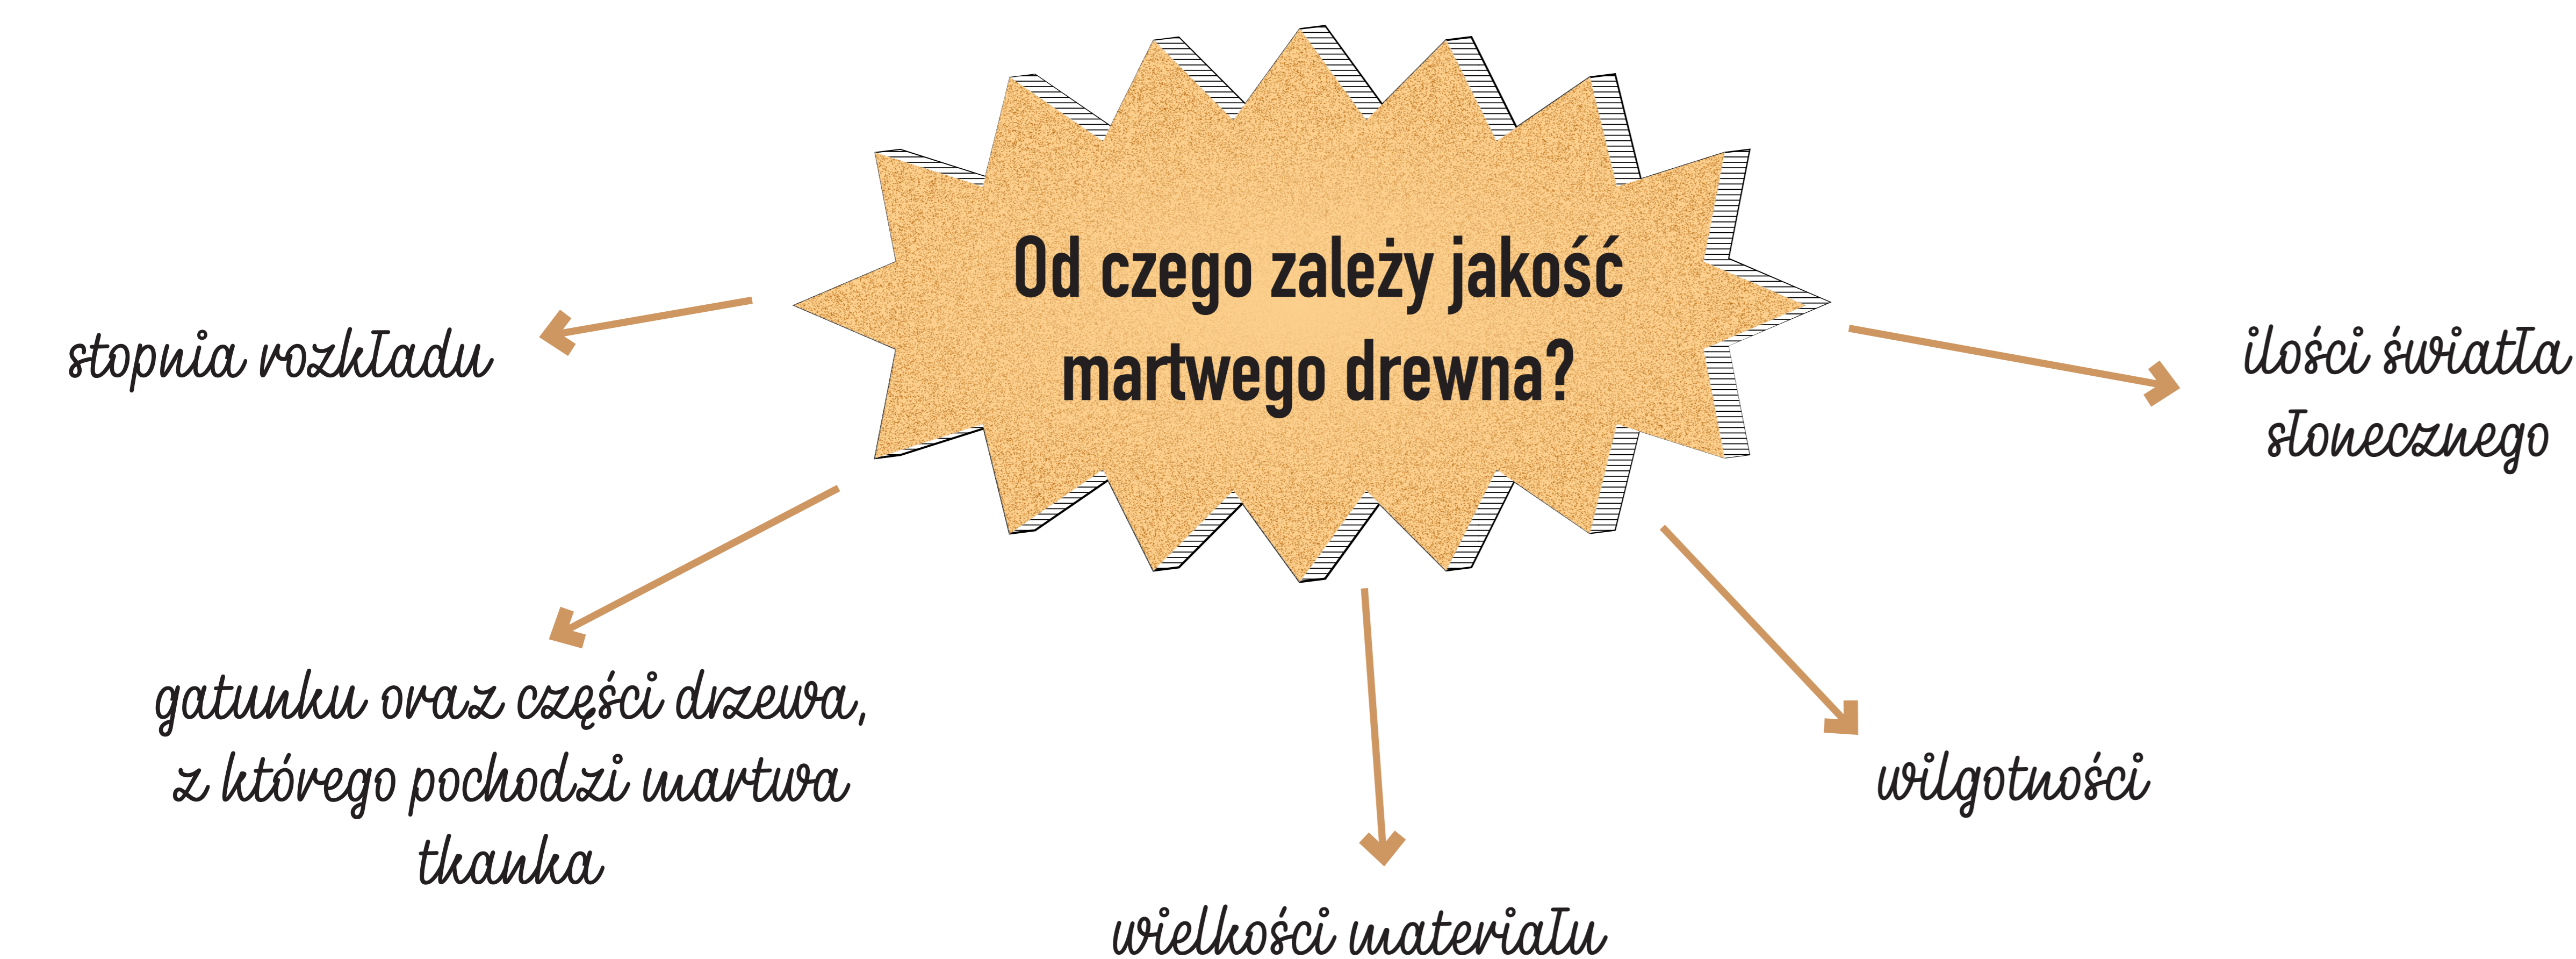 Od czego zależy jakość
martwego drewna?
stopnia rozkładu
ilości światła
słonecznego
gatunku oraz części drzewa,
z którego pochodzi martwa
tkanka
wilgotności
wielkości materiału